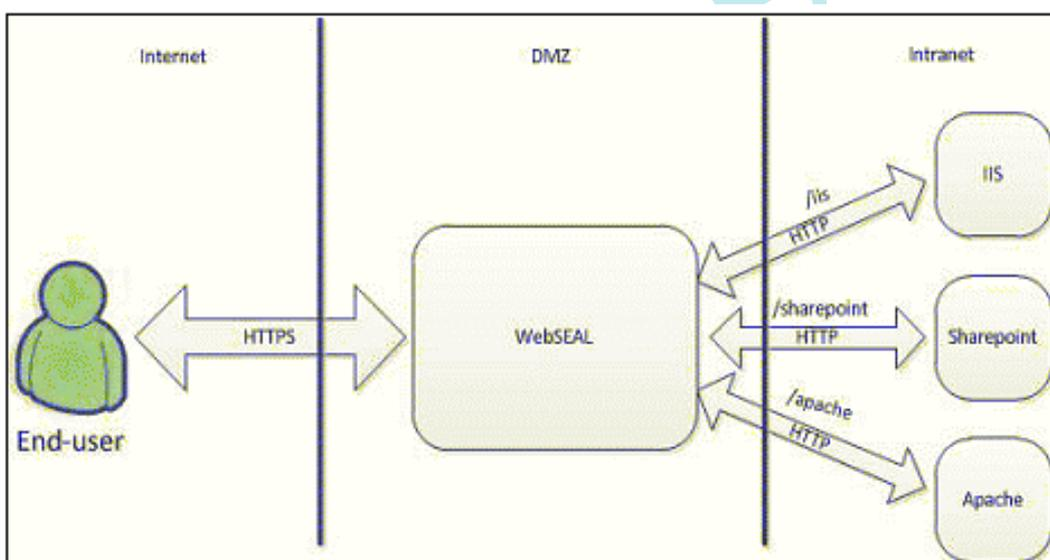 Internet
DMZ
Intranet
IIS
/iis
HTTP
/sharepoint
HTTPS
WebSEAL
HTTP
Sharepoint
/apache
HTTP
End-user
Apache